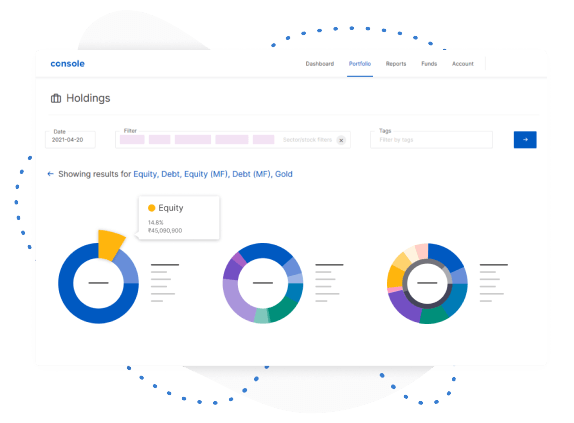 console
Dashboard Portfolio Reports Funds Account
Holdings
Date
2021-04-20
Filter
Sector/stock filters ×
Tags
Filter by tags
→
← Showing results for Equity, Debt, Equity (MF), Debt (MF), Gold
Equity
14.8%
₹45,090,900